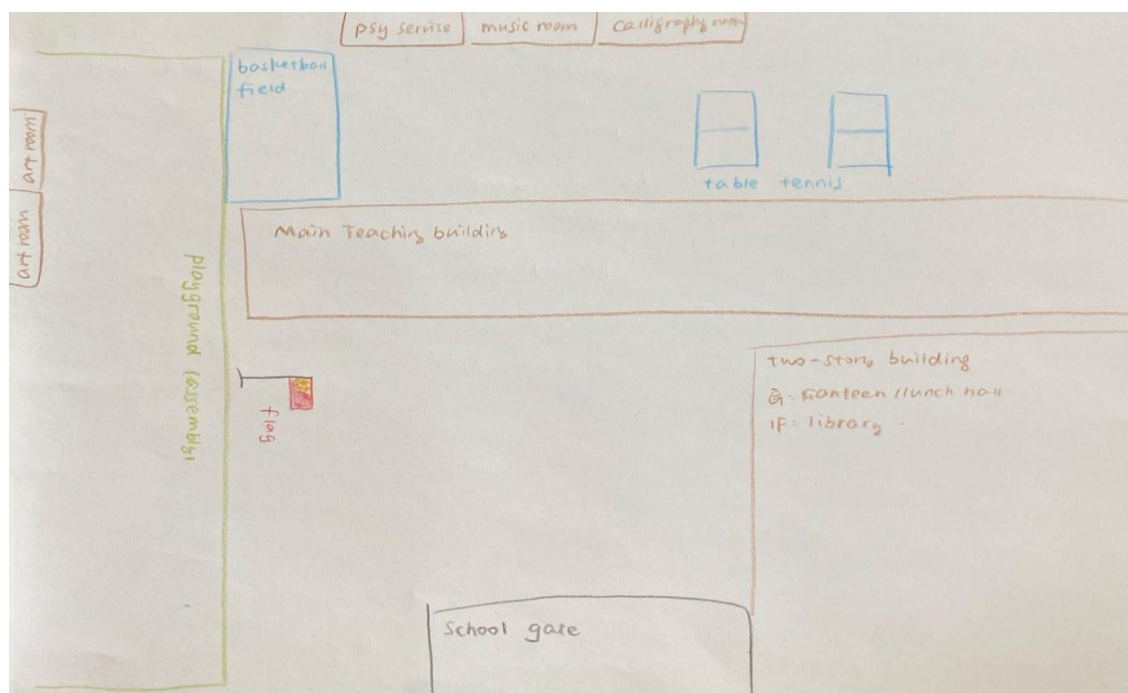 psy service
music room
calligraphy room
basketball
field
table tennis
Main Teaching building
art room
art room
playground (assembly)
flag
two-story building
G: canteen / lunch hall
1F: library
School gate